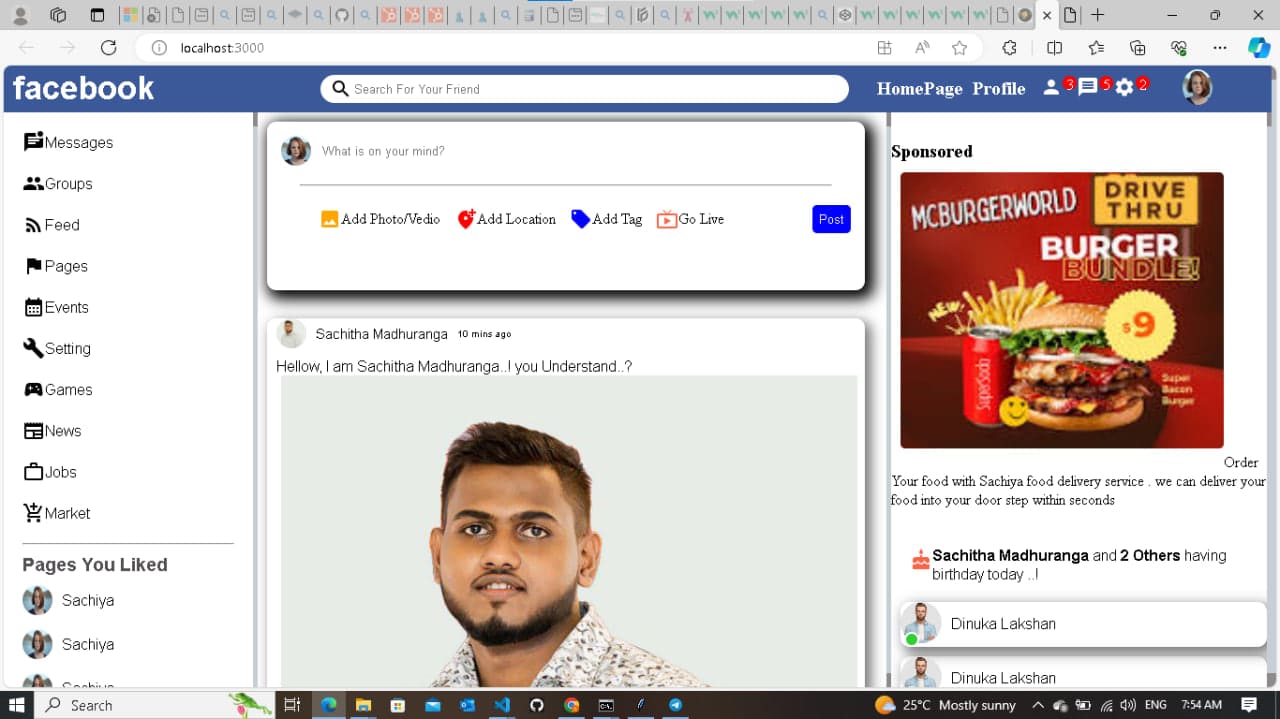 localhost:3000
facebook
Search For Your Friend
HomePage Profile
3
5
2
Messages
Groups
Feed
Pages
Events
Setting
Games
News
Jobs
Market
Pages You Liked
Sachiya
Sachiya
Sachiya
What is on your mind?
Add Photo/Vedio
Add Location
Add Tag
Go Live
Post
Sachitha Madhuranga 10 mins ago
Hellow, I am Sachitha Madhuranga..I you Understand..?
Sponsored
MCBURGERWORLD
DRIVE
THRU
BURGER
BUNDLE!
NEW
$9
SuperSoda
Super
Bacon
Burger
Order
Your food with Sachiya food delivery service . we can deliver your
food into your door step within seconds
Sachitha Madhuranga and 2 Others having
birthday today ..!
Dinuka Lakshan
Dinuka Lakshan
Search
25°C Mostly sunny
ENG
7:54 AM